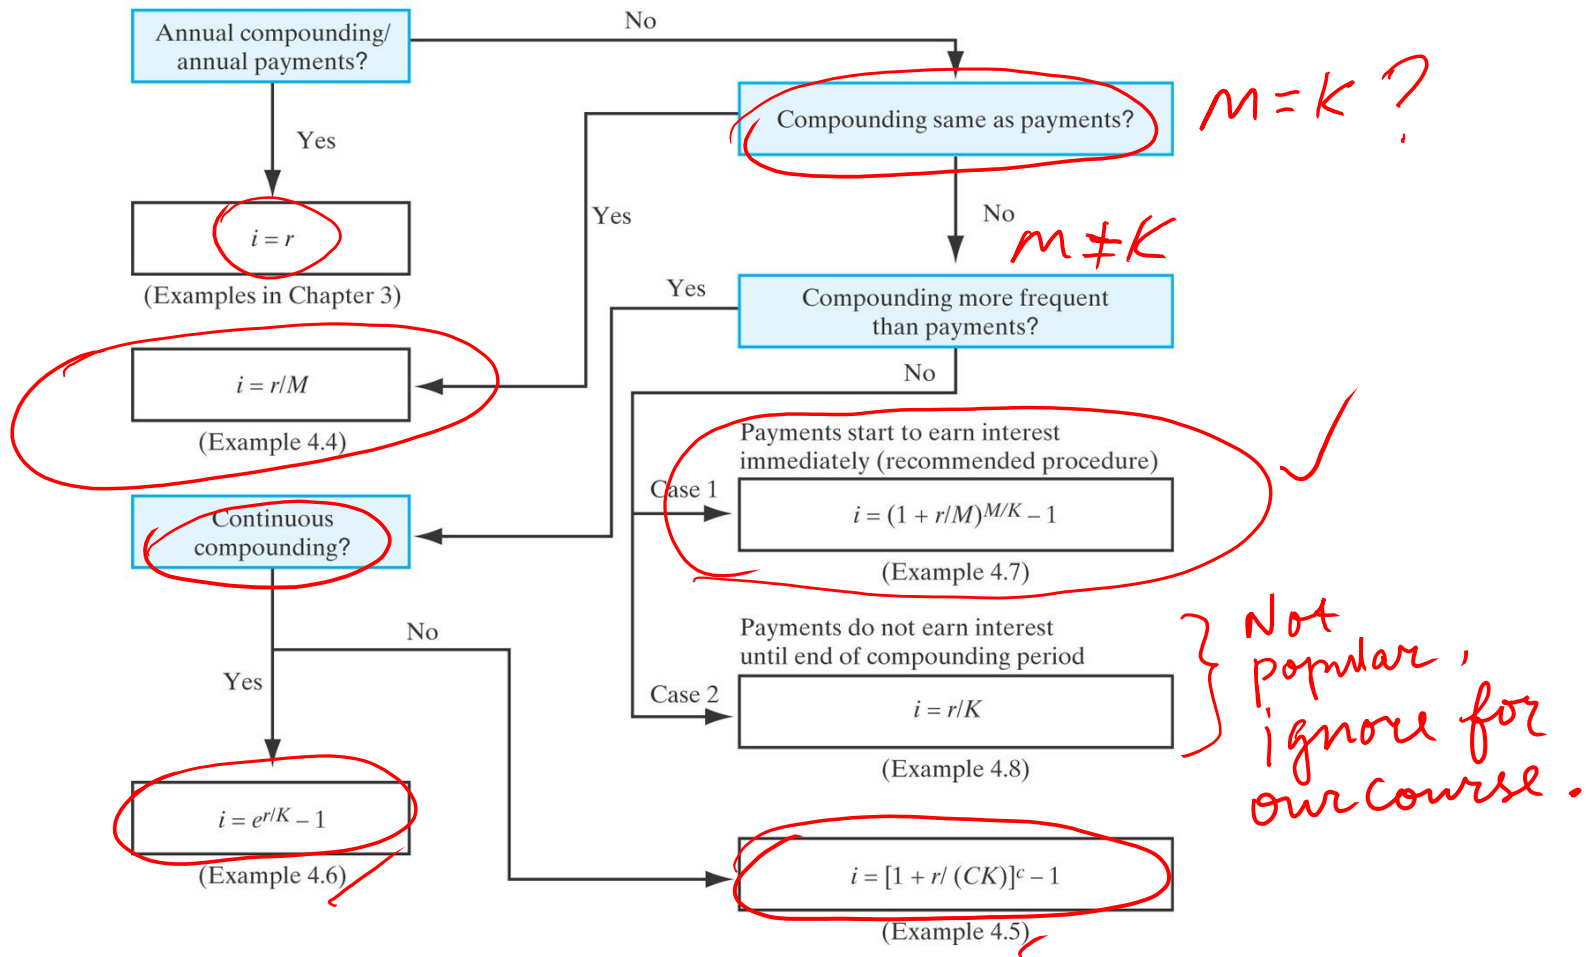 Annual compounding/
annual payments?
No
Yes
i = r
(Examples in Chapter 3)
Compounding same as payments?
M = K ?
Yes
No
M ≠ K
i = r/M
(Example 4.4)
Compounding more frequent
than payments?
Yes
No
Payments start to earn interest
immediately (recommended procedure)
Case 1
i = (1 + r/M)^{M/K} – 1
(Example 4.7)
Payments do not earn interest
until end of compounding period
Case 2
i = r/K
(Example 4.8)
Not
popular,
ignore for
our course.
Continuous
compounding?
No
Yes
i = e^{r/K} – 1
(Example 4.6)
i = [1 + r/ (CK)]^c – 1
(Example 4.5)